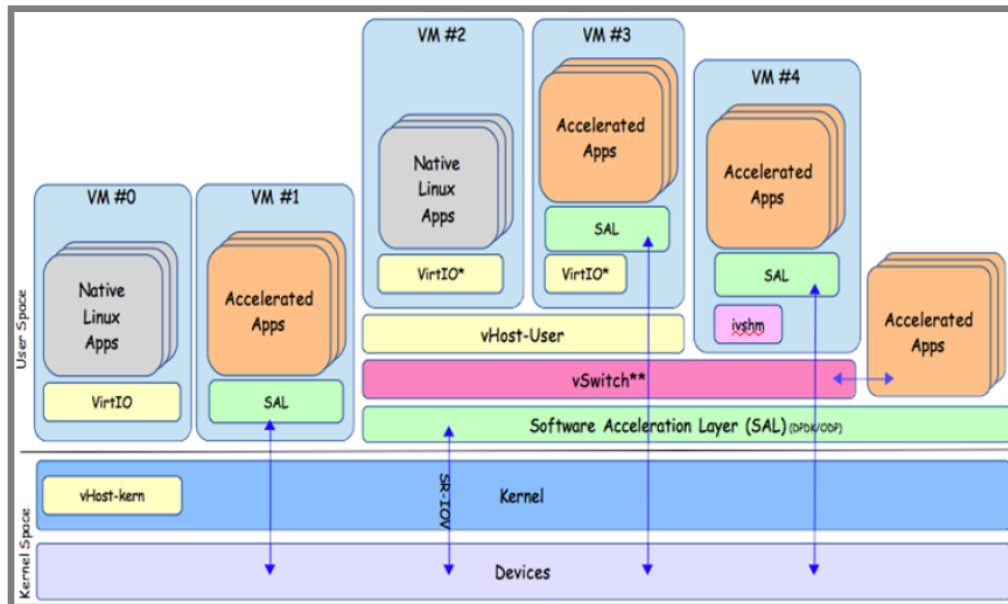 VM #2
VM #3
VM #4
Accelerated
Apps
Native
Linux
Apps
Accelerated
Apps
VM #0
VM #1
SAL
VirtIO*
VirtIO*
SAL
ivshm
Native
Linux
Apps
Accelerated
Apps
Accelerated
Apps
vHost-User
vSwitch**
VirtIO
SAL
Software Acceleration Layer (SAL) (DPDK/ODP)
User Space
vHost-kern
SR-IOV
Kernel
Kernel Space
Devices